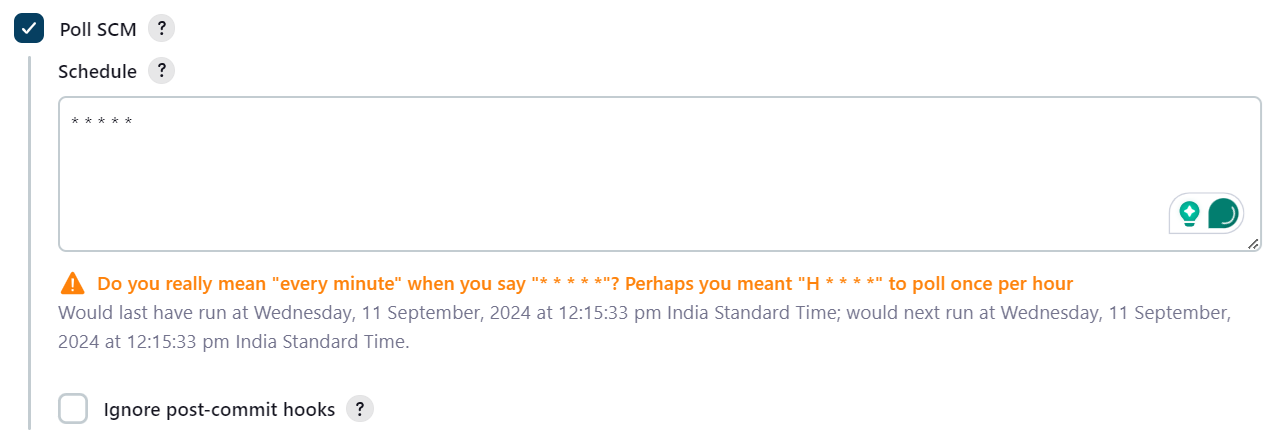 Poll SCM ?
Schedule ?
* * * * *
Do you really mean "every minute" when you say "* * * * *"? Perhaps you meant "H * * * *" to poll once per hour
Would last have run at Wednesday, 11 September, 2024 at 12:15:33 pm India Standard Time; would next run at Wednesday, 11 September,
2024 at 12:15:33 pm India Standard Time.
Ignore post-commit hooks ?